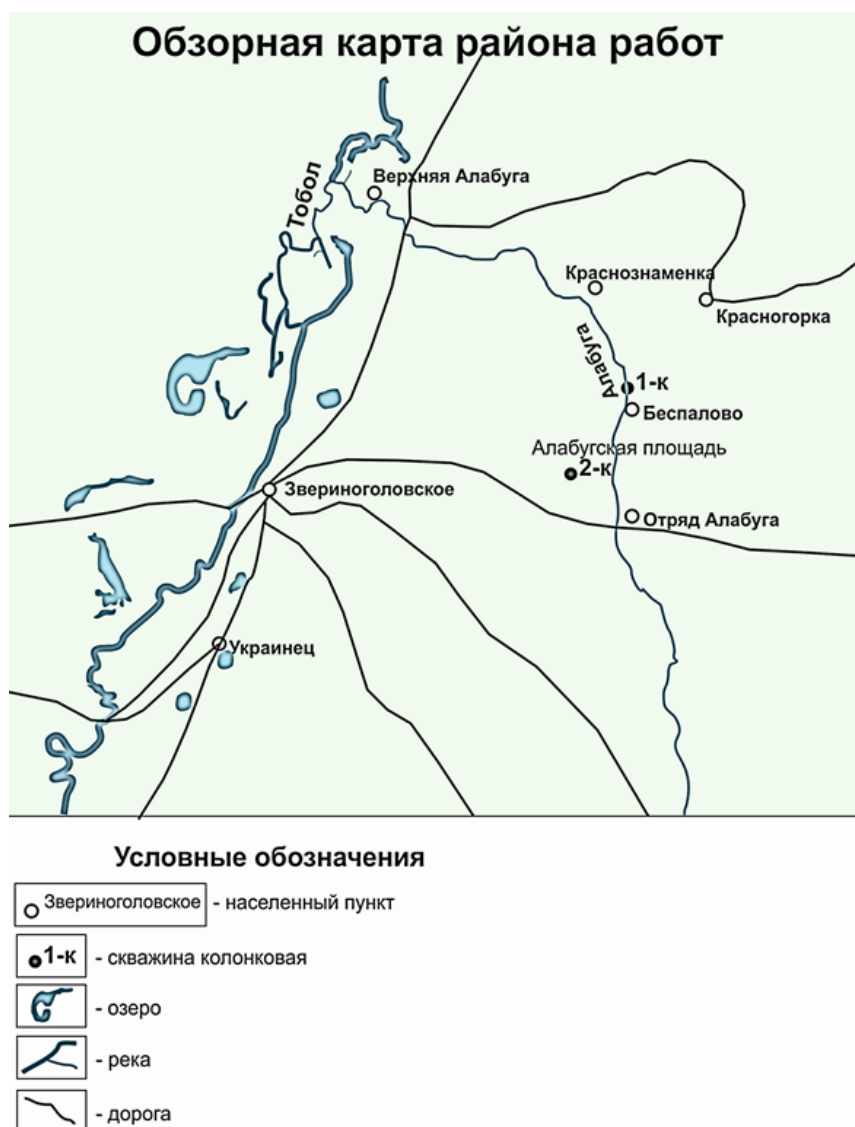 Обзорная карта района работ
Верхняя Алабуга
Тобол
Краснознаменка
Красногорка
Алабуга
1-к
Беспалово
Алабугская площадь
2-к
Звериноголовское
Отряд Алабуга
Украинец
Условные обозначения
Звериноголовское - населенный пункт
1-к - скважина колонковая
- озеро
- река
- дорога